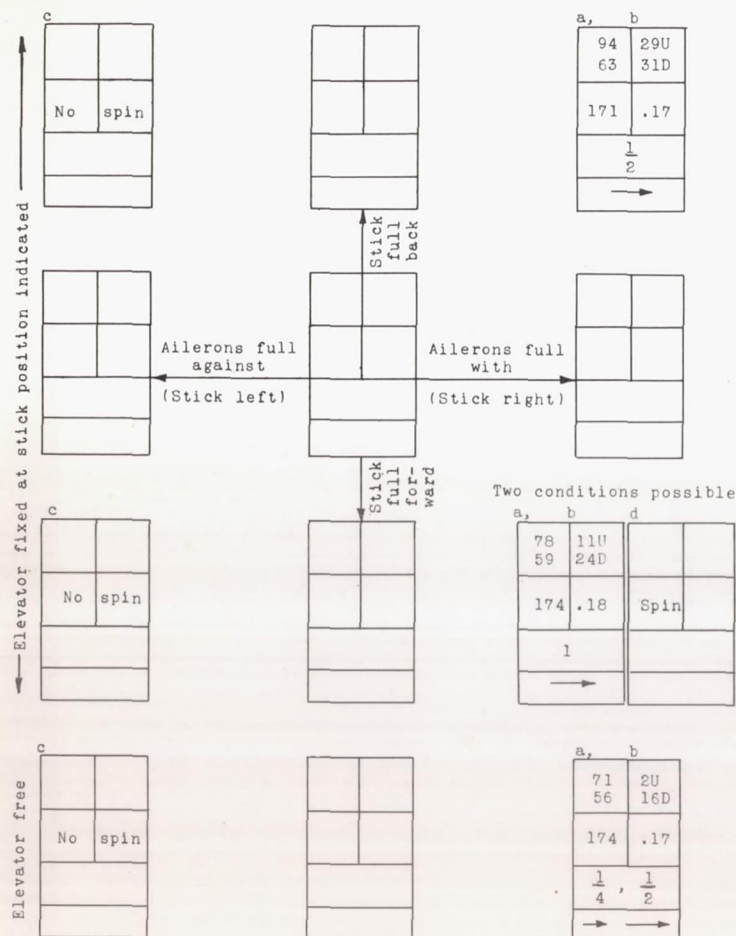 c
a, b
94 29U
63 31D
No spin
171 .17
1/2
→
Elevator fixed at stick position indicated
Stick full back
Ailerons full against
(Stick left)
Ailerons full with
(Stick right)
Stick full for-ward
Two conditions possible
c
a, b d
78 11U
59 24D
No spin
174 .18 Spin
1
→
Elevator free
c
a, b
71 2U
56 16D
No spin
174 .17
1/4 , 1/2
→ →